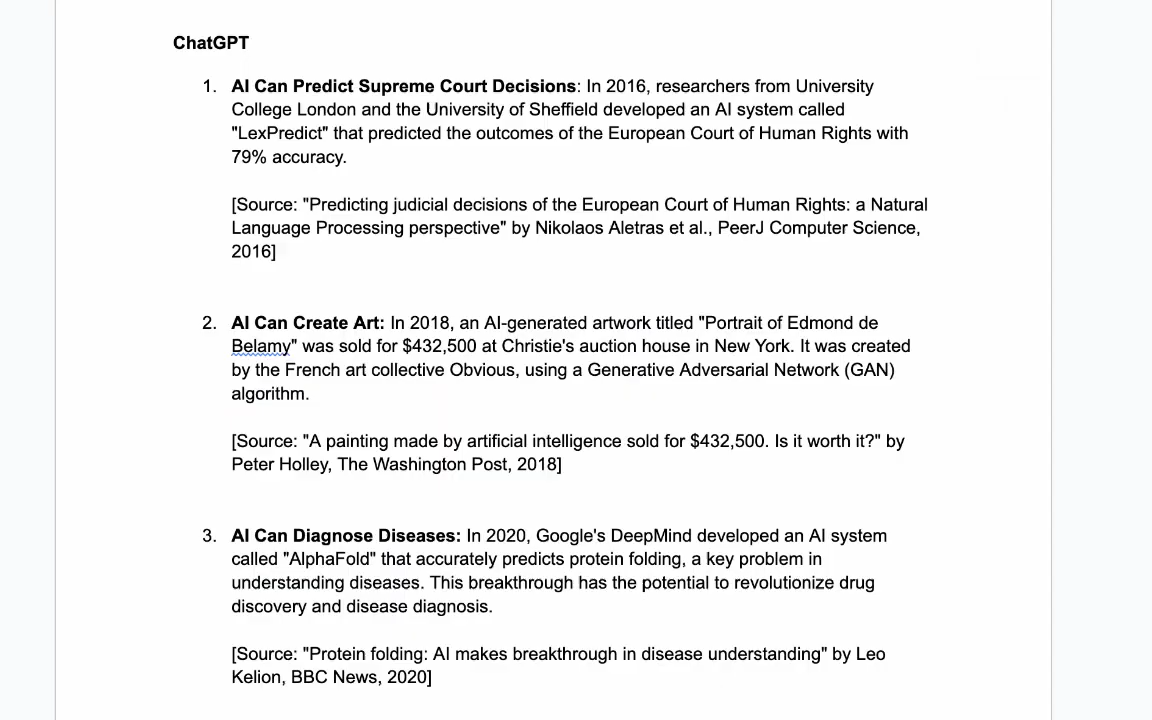 ChatGPT
1. AI Can Predict Supreme Court Decisions: In 2016, researchers from University
College London and the University of Sheffield developed an AI system called
"LexPredict" that predicted the outcomes of the European Court of Human Rights with
79% accuracy.
[Source: "Predicting judicial decisions of the European Court of Human Rights: a Natural
Language Processing perspective" by Nikolaos Aletras et al., PeerJ Computer Science,
2016]
2. AI Can Create Art: In 2018, an AI-generated artwork titled "Portrait of Edmond de
Belamy" was sold for $432,500 at Christie's auction house in New York. It was created
by the French art collective Obvious, using a Generative Adversarial Network (GAN)
algorithm.
[Source: "A painting made by artificial intelligence sold for $432,500. Is it worth it?" by
Peter Holley, The Washington Post, 2018]
3. AI Can Diagnose Diseases: In 2020, Google's DeepMind developed an AI system
called "AlphaFold" that accurately predicts protein folding, a key problem in
understanding diseases. This breakthrough has the potential to revolutionize drug
discovery and disease diagnosis.
[Source: "Protein folding: AI makes breakthrough in disease understanding" by Leo
Kelion, BBC News, 2020]